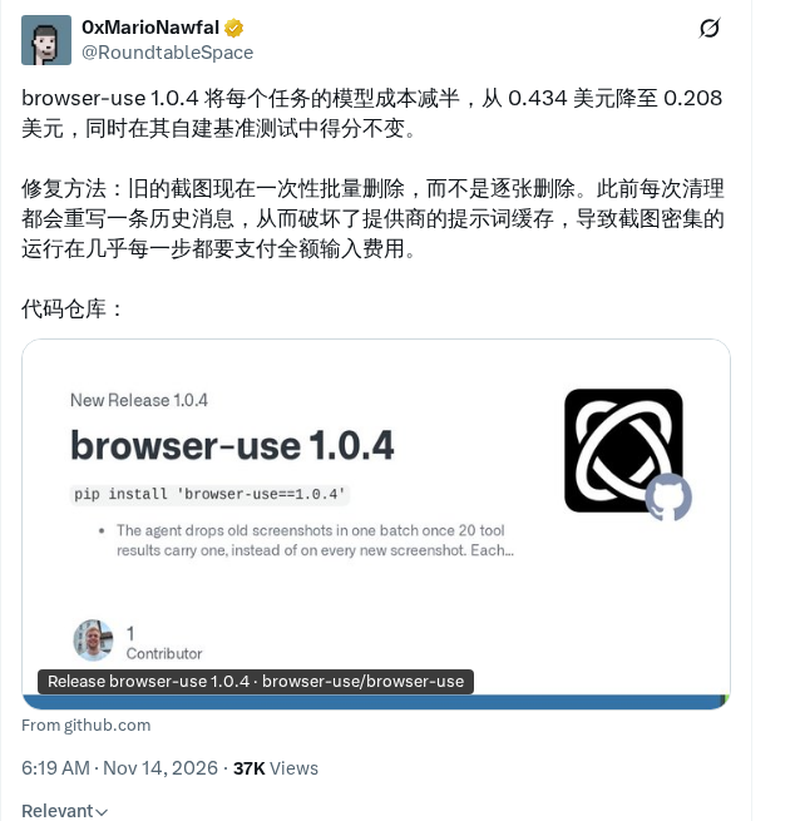 0xMarioNawfal
@RoundtableSpace
browser-use 1.0.4 将每个任务的模型成本减半，从 0.434 美元降至 0.208
美元，同时在其自建基准测试中得分不变。
修复方法：旧的截图现在一次性批量删除，而不是逐张删除。此前每次清理
都会重写一条历史消息，从而破坏了提供商的提示词缓存，导致截图密集的
运行在几乎每一步都要支付全额输入费用。
代码仓库：
New Release 1.0.4
browser-use 1.0.4
pip install 'browser-use==1.0.4'
• The agent drops old screenshots in one batch once 20 tool
results carry one, instead of on every new screenshot. Each...
1
Contributor
Release browser-use 1.0.4 · browser-use/browser-use
From github.com
6:19 AM · Nov 14, 2026 · 37K Views
Relevant